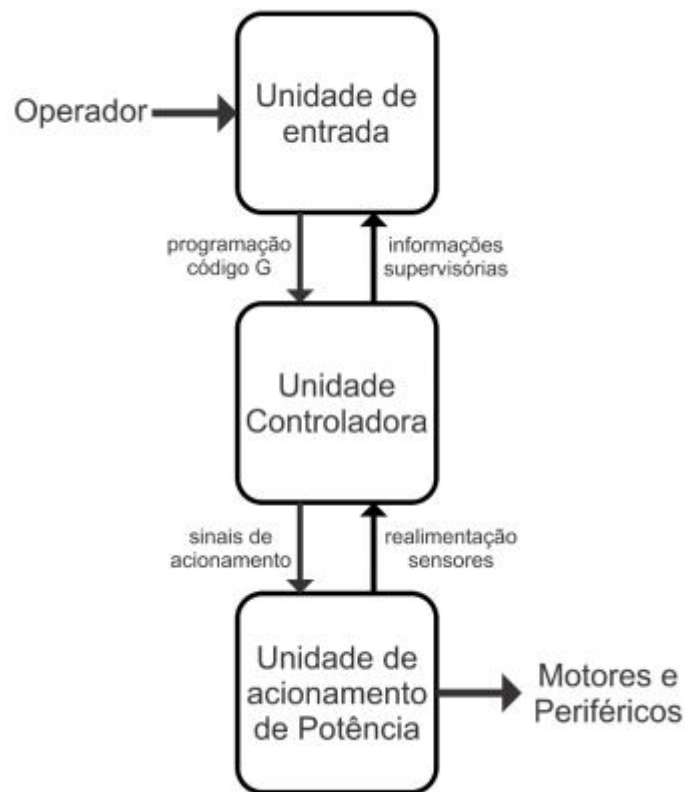 Operador
Unidade de
entrada
programação
código G
informações
supervisórias
Unidade
Controladora
sinais de
acionamento
realimentação
sensores
Unidade de
acionamento
de Potência
Motores e
Periféricos